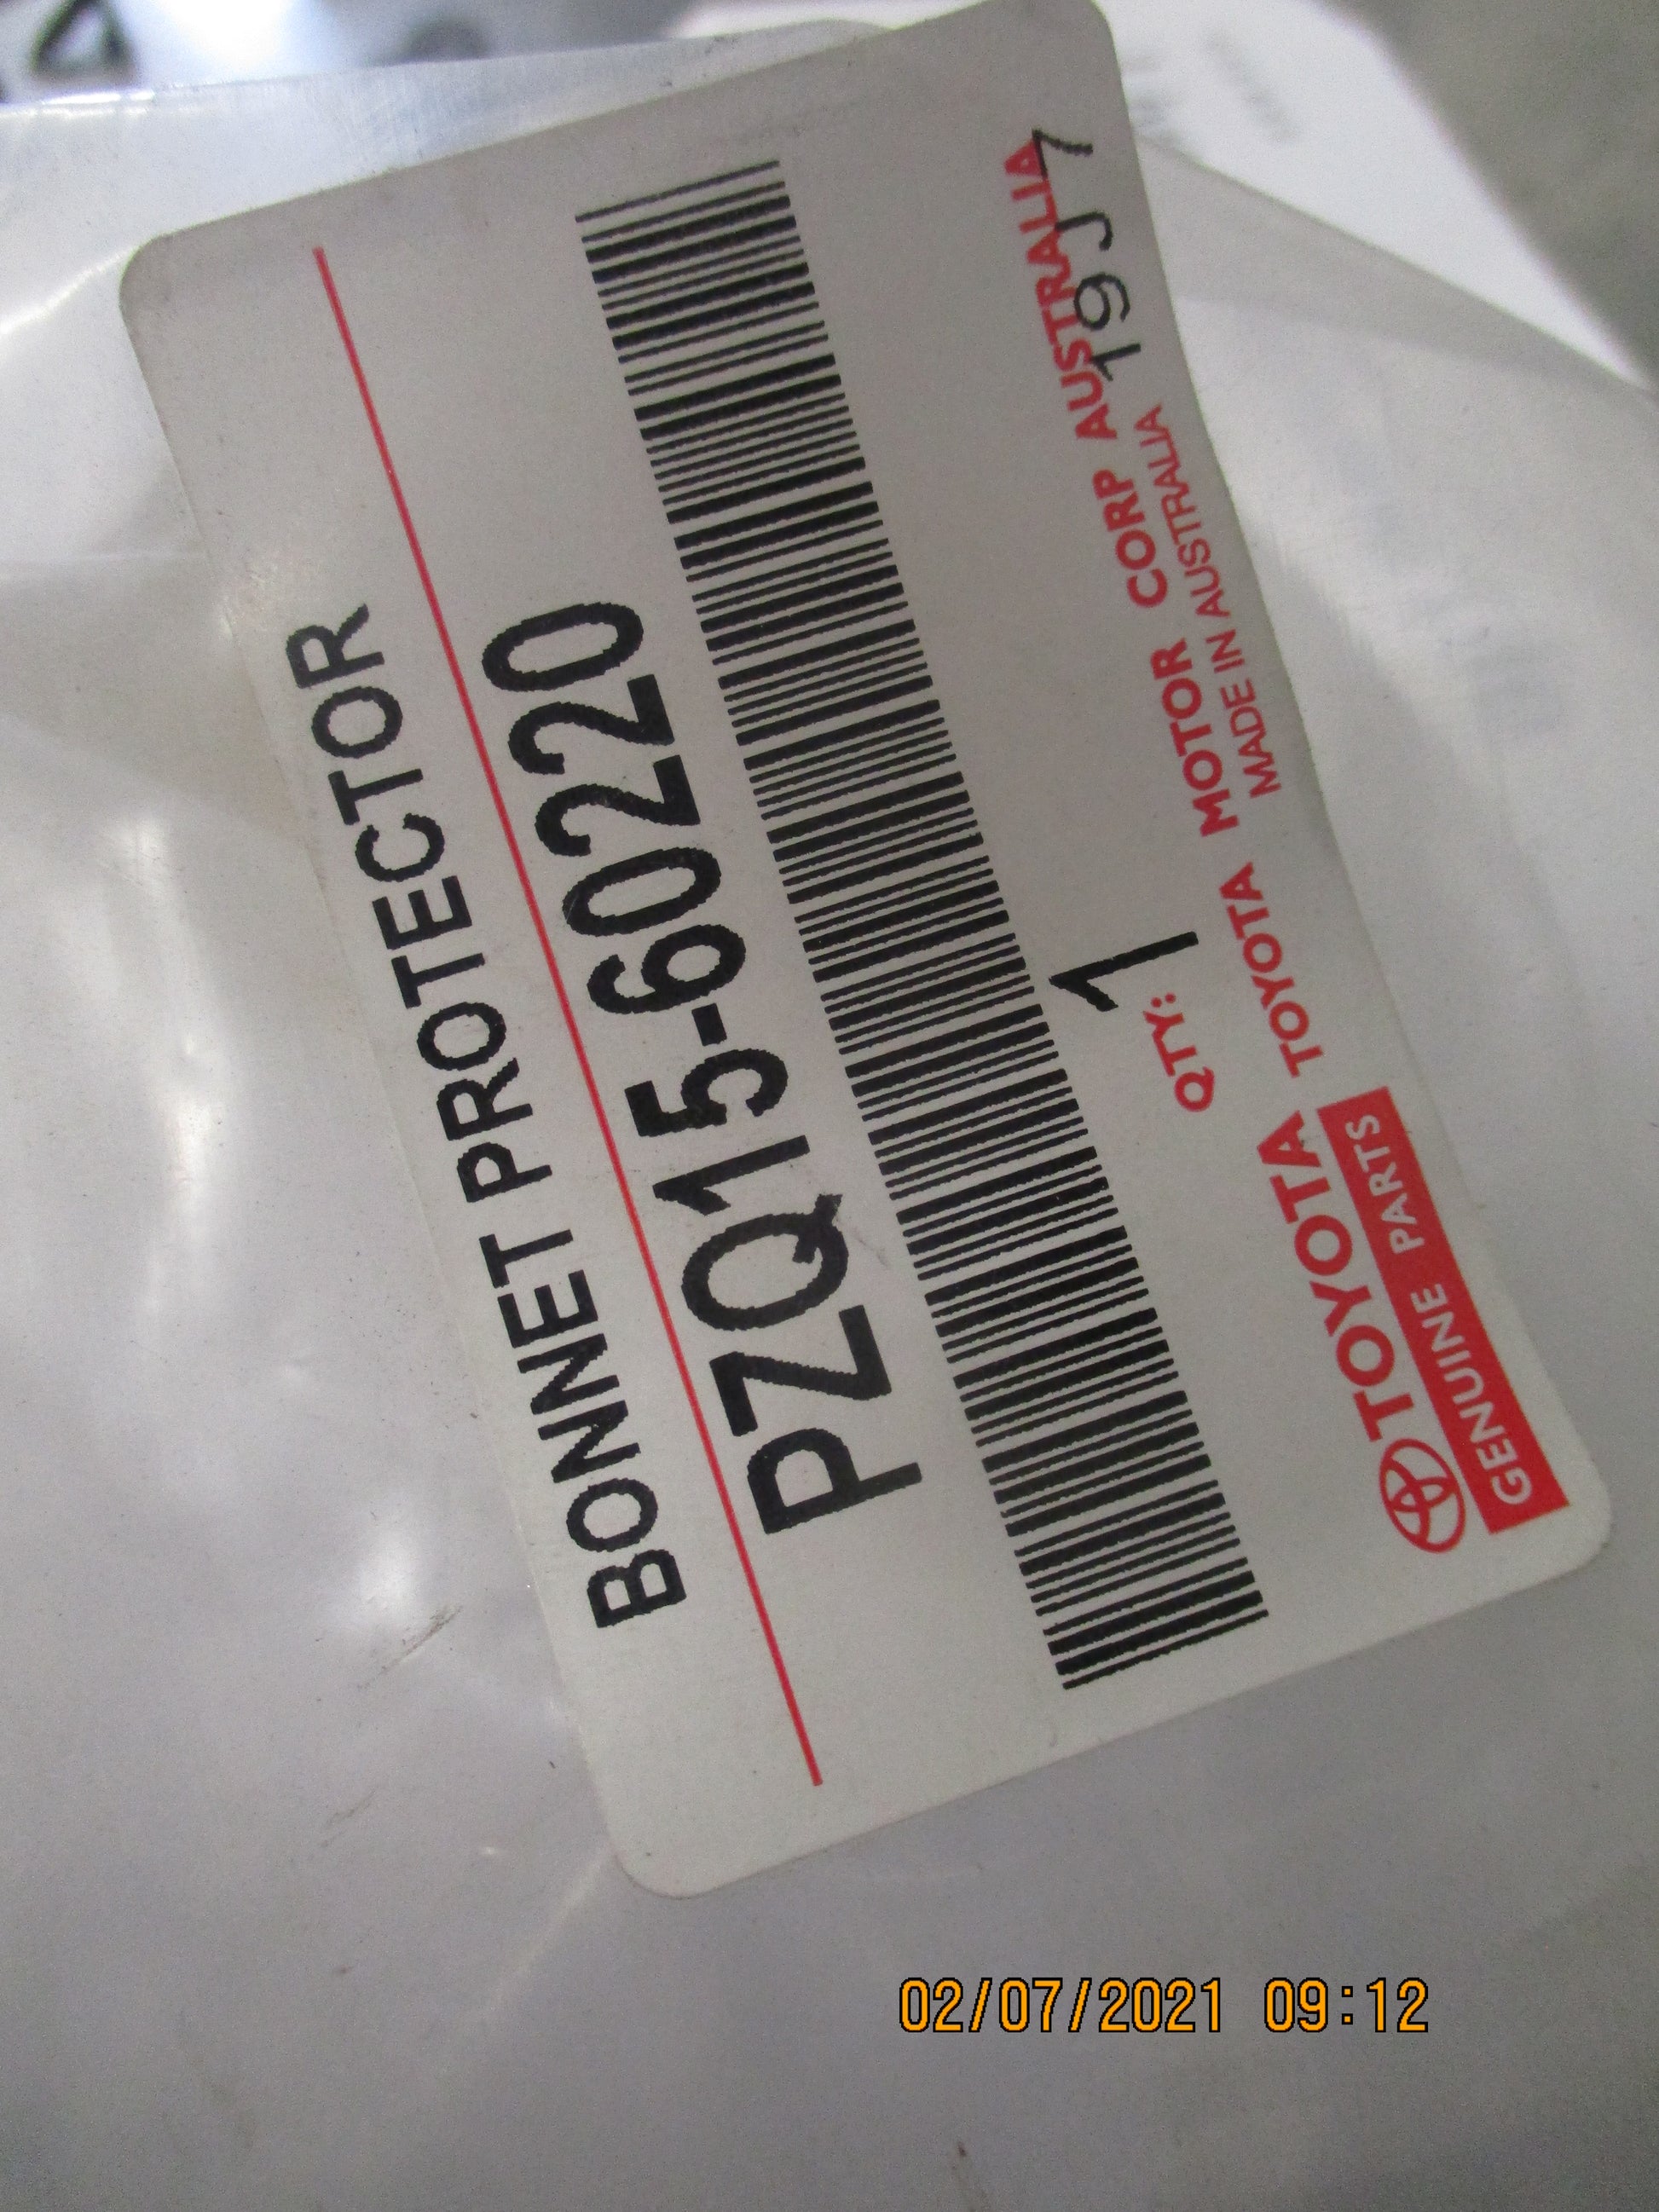 BONNET PROTECTOR
PZQ15-60220
QTY: 1
TOYOTA TOYOTA MOTOR CORP AUSTRALIA
GENUINE PARTS MADE IN AUSTRALIA 19J7
02/07/2021 09:12